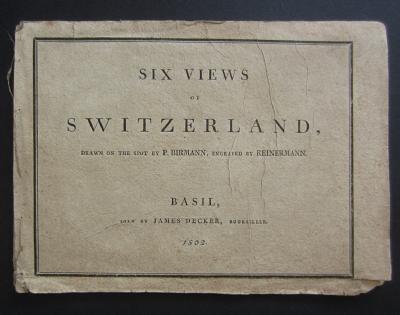 SIX VIEWS
OF
SWITZERLAND,
DRAWN ON THE SPOT BY P. BIRMANN, ENGRAVED BY REINERMANN.
BASIL,
SOLD BY JAMES DECKER, BOOKSELLER.
1802.